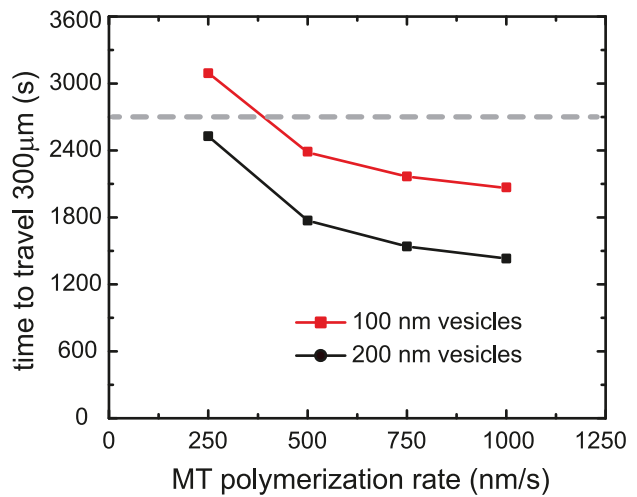 3600
3000
2400
1800
1200
600
0
time to travel 300μm (s)
100 nm vesicles
200 nm vesicles
0 250 500 750 1000 1250
MT polymerization rate (nm/s)